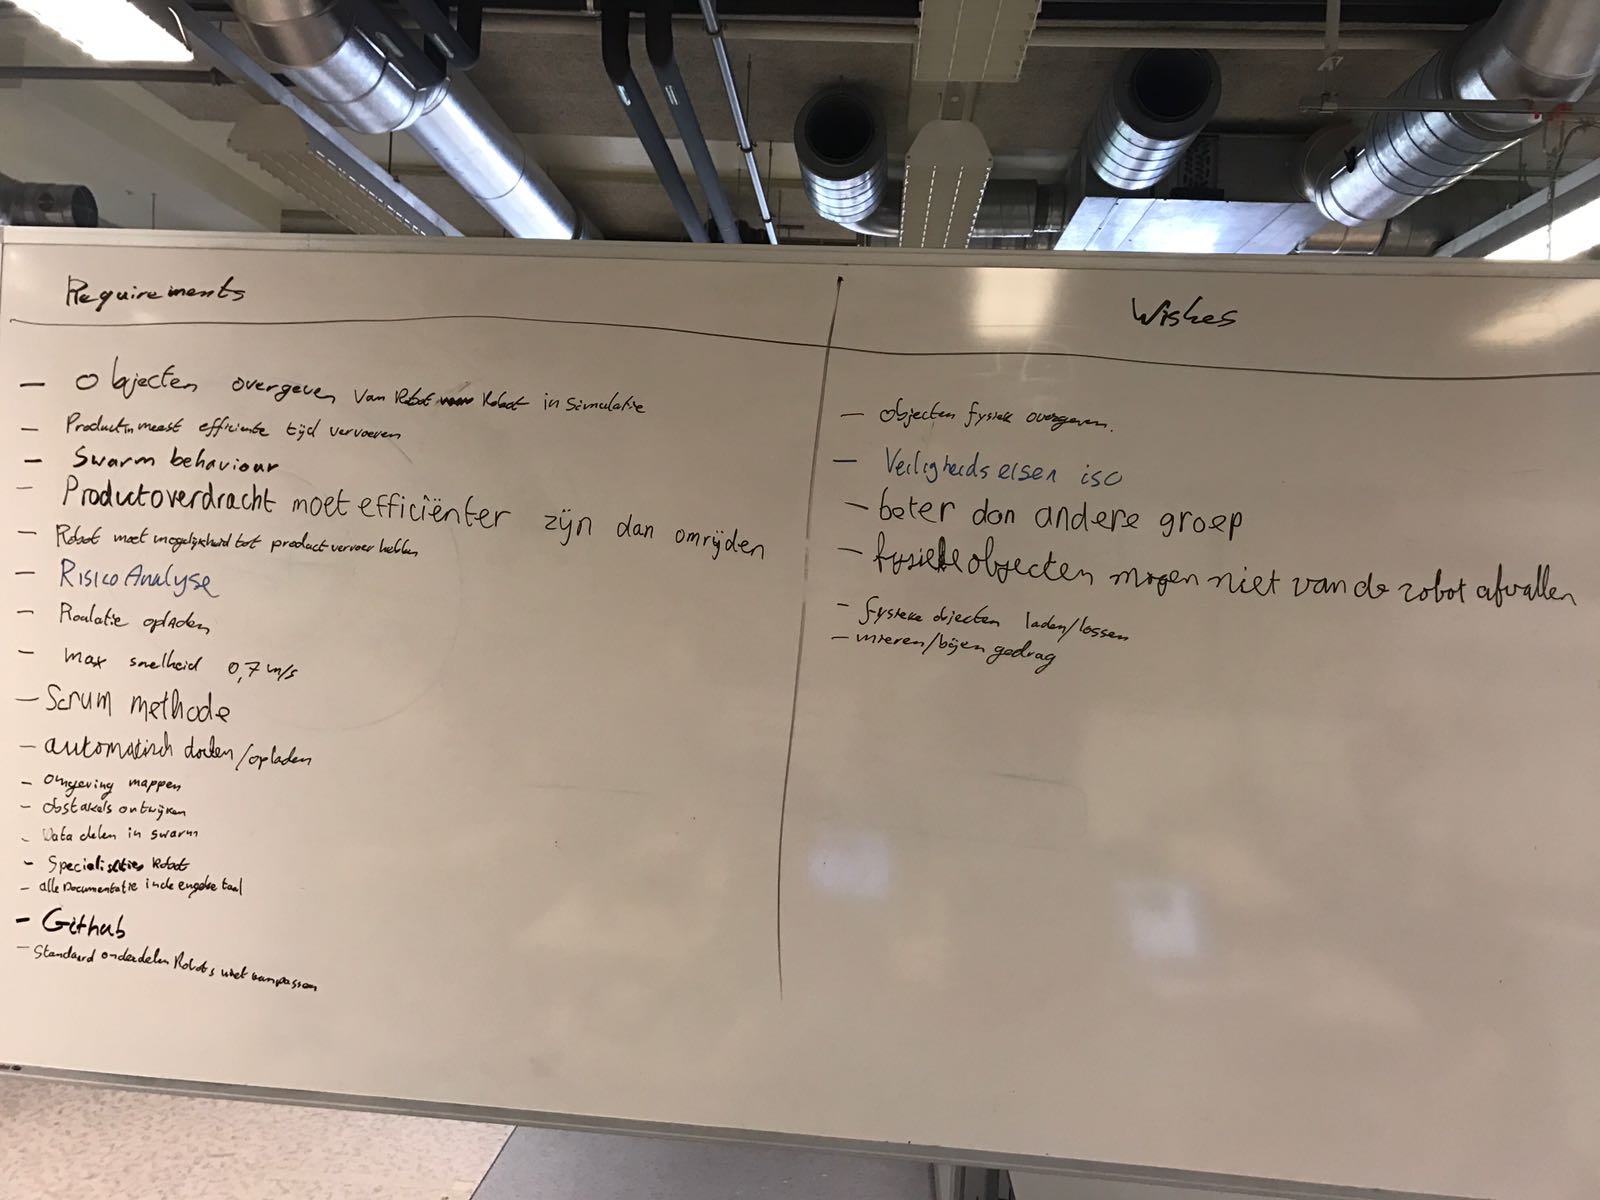 Requirements
- Objecten overgeven van Robot naar Robot in Simulatie
- Product in meest efficiente tijd vervoeren
- Swarm behaviour
- Productoverdracht moet efficiënter zijn dan omrijden
- Robot moet mogelijkheid tot product vervoer hebben
- Risico Analyse
- opladen
- max snelheid 0,7 m/s
- Scrum methode
- automatisch docken/opladen
- Omgeving mappen
- Obstakels ontwijken
- Data delen in swarm
- Specialisaties Robot
- alle Documentatie in de engelse taal
- Github
- Standaard onderdelen Robots niet aanpassen
Wishes
- Objecten fysiek overgeven.
- Veiligheids eisen iso
- beter dan andere groep
- fysieke objecten mogen niet van de robot afvallen
- fysieke objecten laden/lossen
- mieren/bijen gedrag